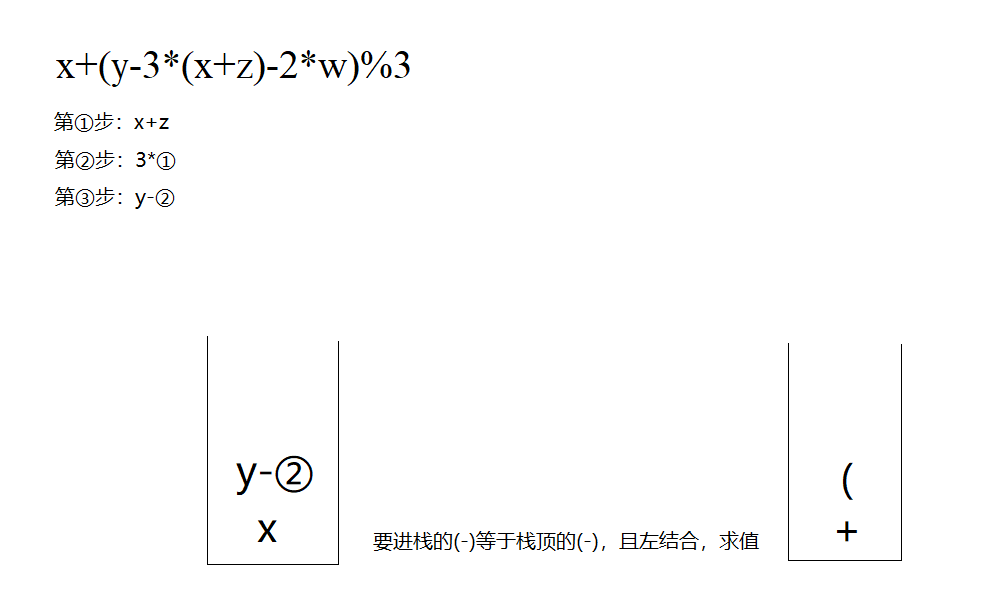 x+(y-3*(x+z)-2*w)%3
第①步：x+z
第②步：3*①
第③步：y-②
y-②
x
要进栈的(-)等于栈顶的(-)，且左结合，求值
(
+